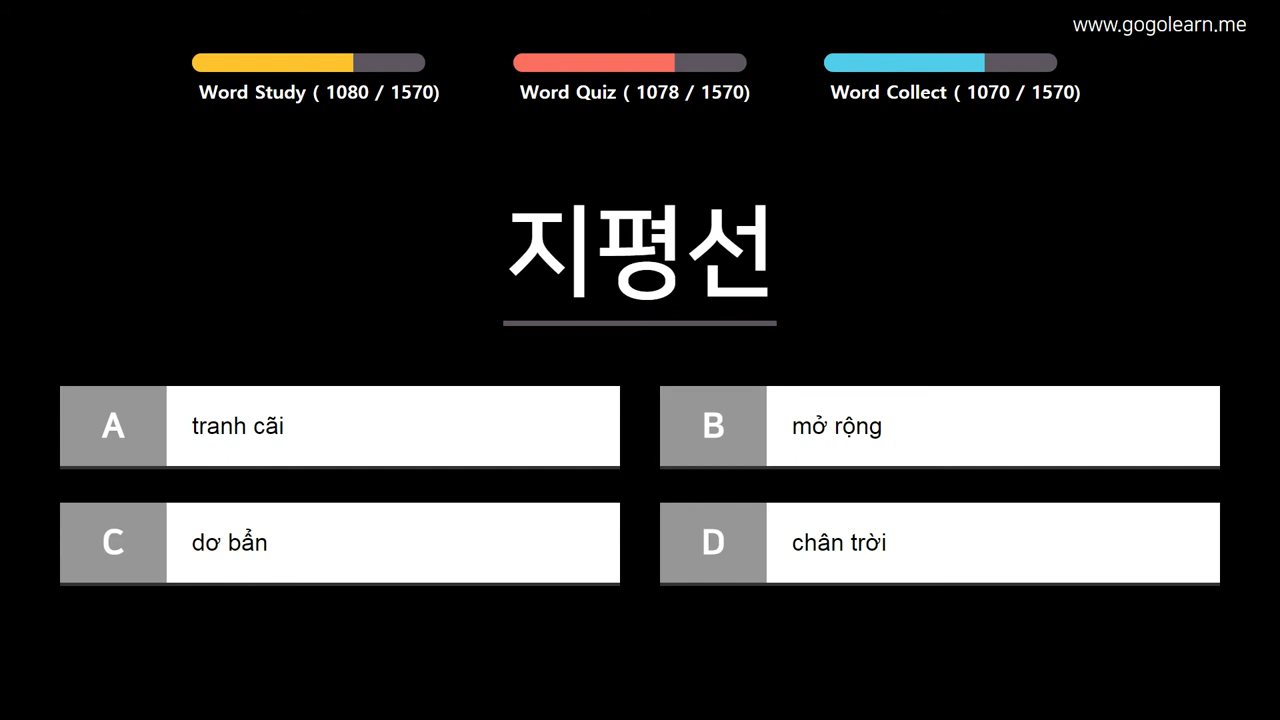 www.gogolearn.me
Word Study ( 1080 / 1570)
Word Quiz ( 1078 / 1570)
Word Collect ( 1070 / 1570)
지평선
A tranh cãi
B mở rộng
C dơ bẩn
D chân trời